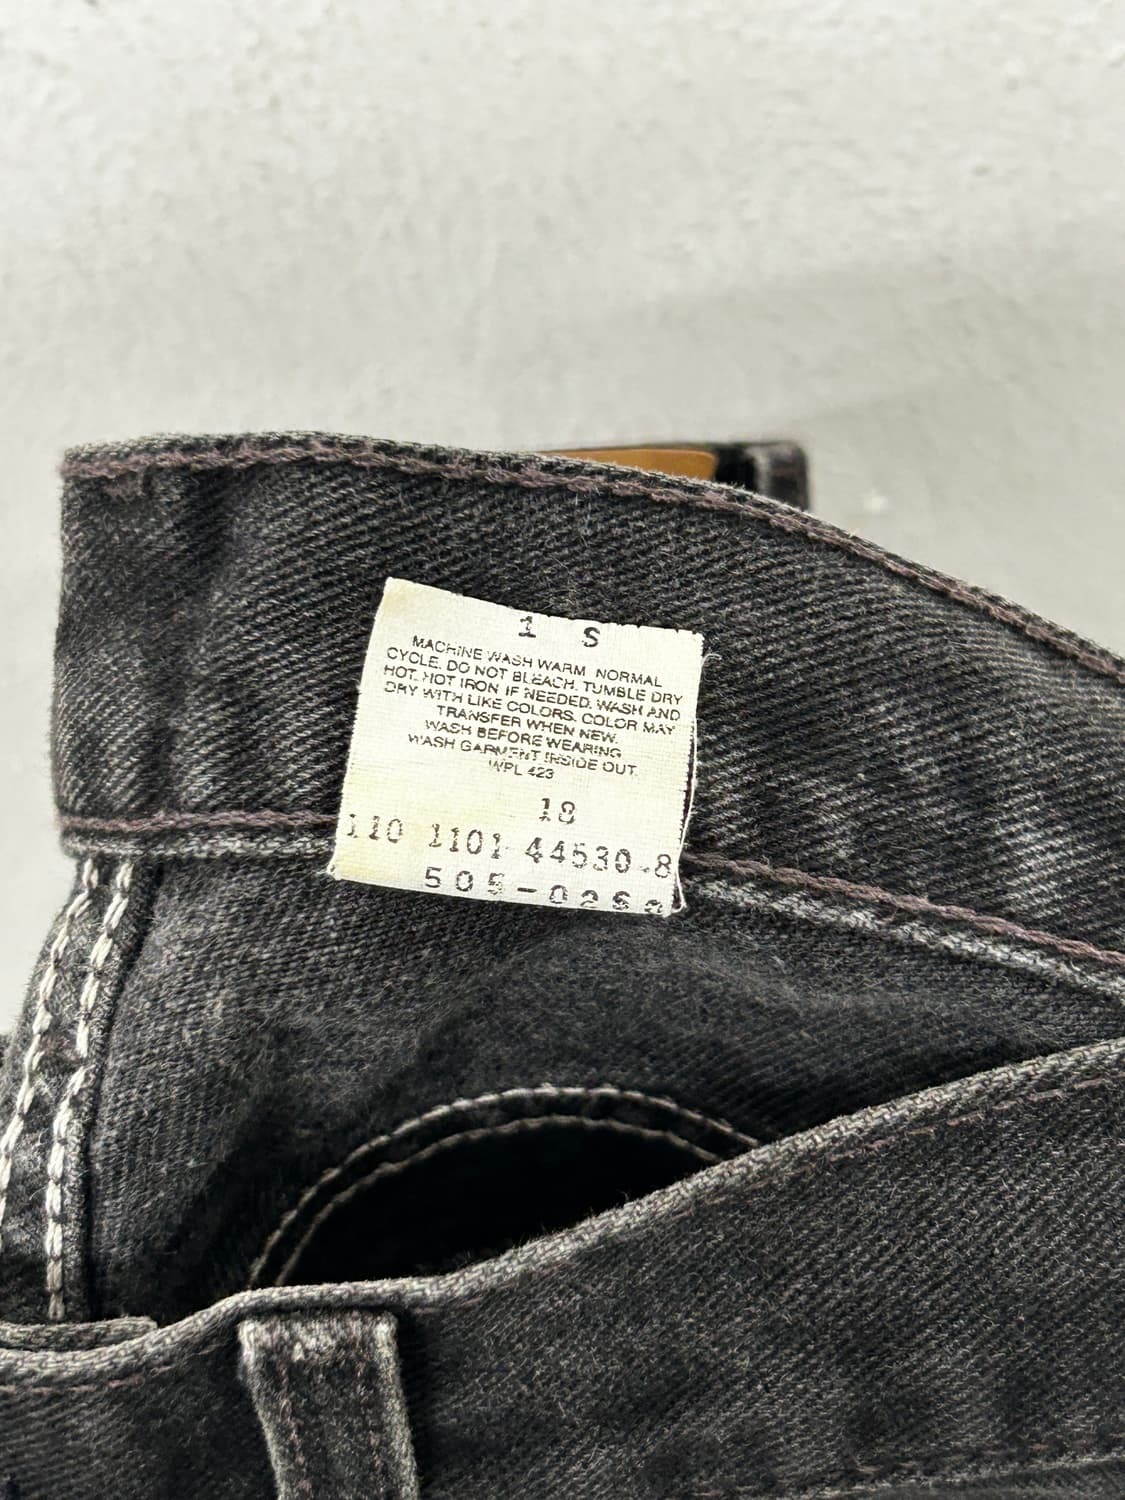 1 S
MACHINE WASH WARM NORMAL
CYCLE. DO NOT BLEACH. TUMBLE DRY
HOT. HOT IRON IF NEEDED. WASH AND
DRY WITH LIKE COLORS. COLOR MAY
TRANSFER WHEN NEW.
WASH BEFORE WEARING
WASH GARMENT INSIDE OUT
WPL 423
18
110 1101 44530-8